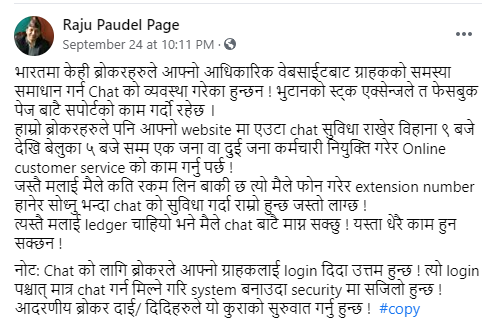 Raju Paudel Page
September 24 at 10:11 PM ·
भारतमा केही ब्रोकरहरुले आफ्नो आधिकारिक वेबसाईटबाट ग्राहकको समस्या
समाधान गर्न Chat को व्यवस्था गरेका हुन्छन ! भुटानको स्टक एक्सेन्जले त फेसबुक
पेज बाटै सपोर्टको काम गर्दो रहेछ ।
हाम्रो ब्रोकरहरुले पनि आफ्नो website मा एउटा chat सुविधा राखेर विहाना ९ बजे
देखि बेलुका ५ बजे सम्म एक जना वा दुई जना कर्मचारी नियुक्ति गरेर Online
customer service को काम गर्नु पर्छ !
जस्तै मलाई मैले कति रकम लिन बाकी छ त्यो मैले फोन गरेर extension number
हानेर सोध्नु भन्दा chat को सुविधा गर्दा राम्रो हुन्छ जस्तो लाग्छ !
त्यस्तै मलाई ledger चाहियो भने मैले chat बाटै माग्न सक्छु ! यस्ता धेरै काम हुन
सक्छन !
नोट: Chat को लागि ब्रोकरले आफ्नो ग्राहकलाई login दिदा उत्तम हुन्छ ! त्यो login
पश्चात् मात्र chat गर्न मिल्ने गरि system बनाउदा security मा सजिलो हुन्छ !
आदरणीय ब्रोकर दाई/ दिदिहरुले यो कुराको सुरुवात गर्नु हुन्छ ! #copy